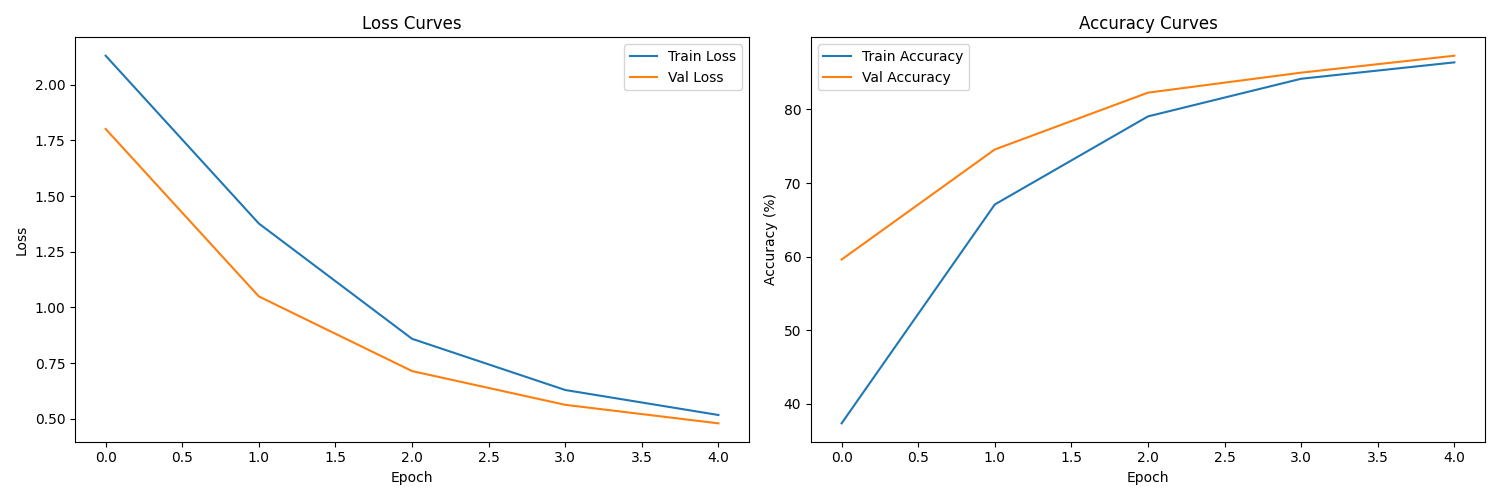 Loss Curves
Train Loss
Val Loss
2.00
1.75
1.50
1.25
1.00
0.75
0.50
Loss
0.0 0.5 1.0 1.5 2.0 2.5 3.0 3.5 4.0
Epoch
Accuracy Curves
Train Accuracy
Val Accuracy
80
70
60
50
40
Accuracy (%)
0.0 0.5 1.0 1.5 2.0 2.5 3.0 3.5 4.0
Epoch